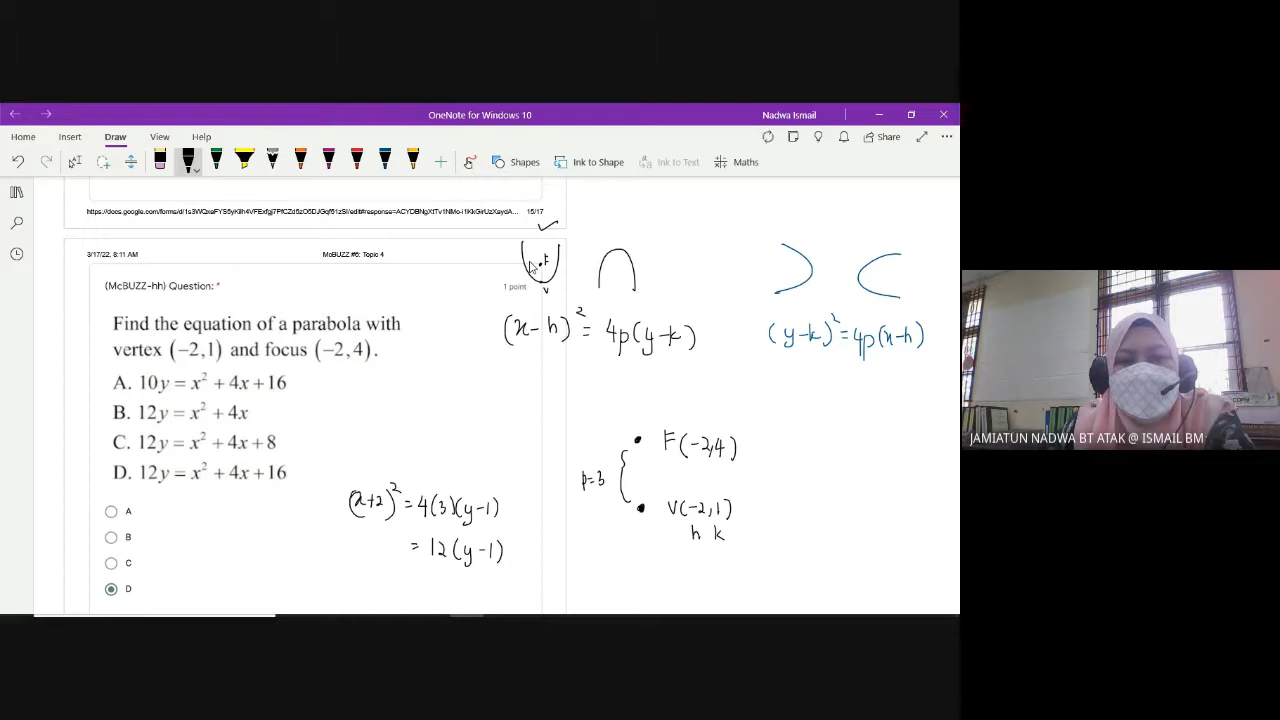 OneNote for Windows 10
Nadwa Ismail
Home Insert Draw View Help
Share
Shapes Ink to Shape Ink to Text Maths
15/17
3/17/22, 8:11 AM McBUZZ #6: Topic 4
(McBUZZ-hh) Question: *
1 point
Find the equation of a parabola with
vertex (−2,1) and focus (−2,4).
A. 10y = x² + 4x + 16
B. 12y = x² + 4x
C. 12y = x² + 4x + 8
D. 12y = x² + 4x + 16
A
B
C
D
F
V
(x-h)² = 4p(y-k)
(y-k)² = 4p(x-h)
F(-2,4)
p=3
V(-2,1)
h k
(x+2)² = 4(3)(y-1)
= 12(y-1)
JAMIATUN NADWA BT ATAK @ ISMAIL BM